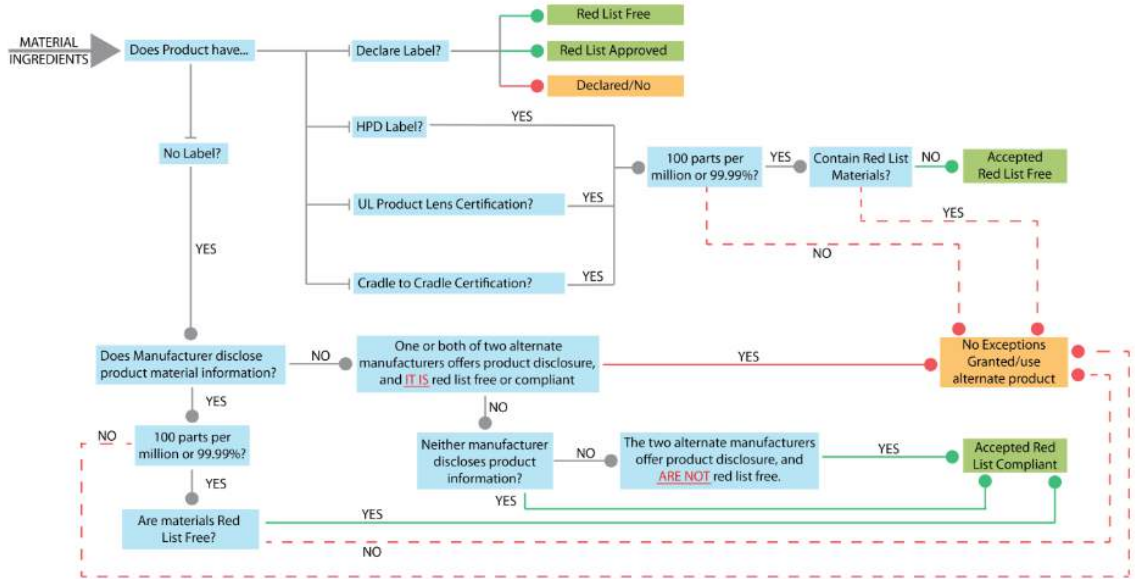 MATERIAL
INGREDIENTS
Does Product have...
Declare Label?
Red List Free
Red List Approved
Declared/No
HPD Label?
YES
No Label?
100 parts per
million or 99.99%?
YES
Contain Red List
Materials?
NO
Accepted
Red List Free
UL Product Lens Certification?
YES
YES
YES
NO
Cradle to Cradle Certification?
YES
Does Manufacturer disclose
product material information?
NO
One or both of two alternate
manufacturers offers product disclosure,
and IT IS red list free or compliant
YES
No Exceptions
Granted/use
alternate product
YES
NO
NO
100 parts per
million or 99.99%?
Neither manufacturer
discloses product
information?
NO
The two alternate manufacturers
offer product disclosure, and
ARE NOT red list free.
YES
Accepted Red
List Compliant
YES
YES
Are materials Red
List Free?
YES
NO